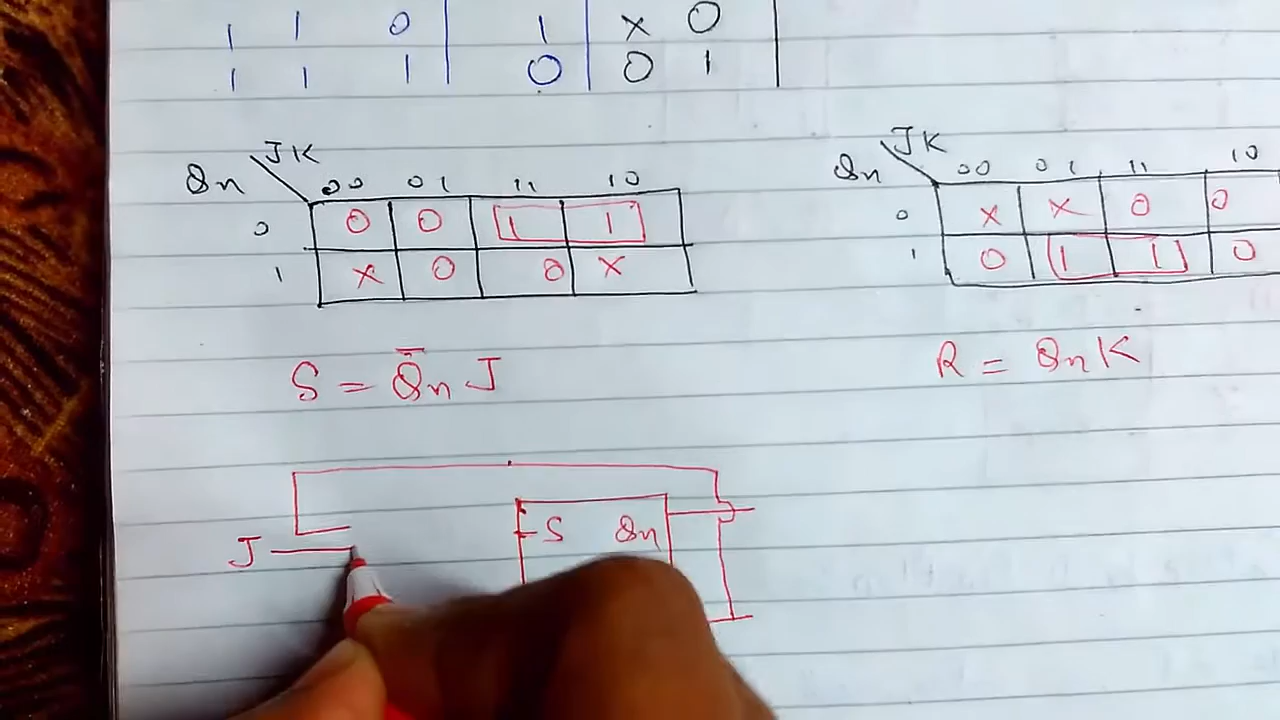 1 1 0 1 X 0
1 1 1 0 0 1
JK JK
Qn 00 01 11 10 Qn 00 01 11 10
0 0 0 1 1 0 X X 0 0
1 X 0 0 X 1 0 1 1 0
S = Q̄n J R = Qn K
J S Qn